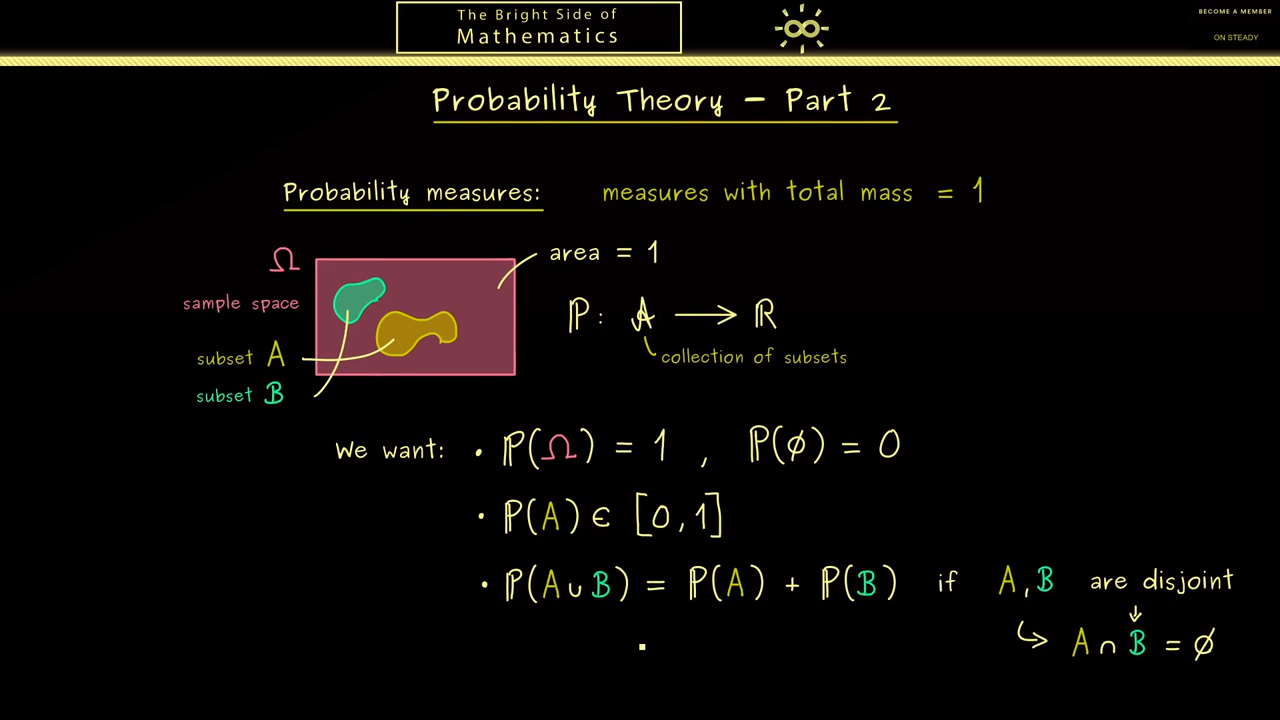 The Bright Side of
Mathematics
BECOME A MEMBER
ON STEADY
Probability Theory – Part 2
Probability measures: measures with total mass = 1
Ω
sample space
area = 1
ℙ: 𝒜 ⟶ ℝ
collection of subsets
subset A
subset B
We want: • ℙ(Ω) = 1 , ℙ(∅) = 0
• ℙ(A) ∈ [0,1]
• ℙ(A ∪ B) = ℙ(A) + ℙ(B) if A, B are disjoint
↪ A ∩ B = ∅